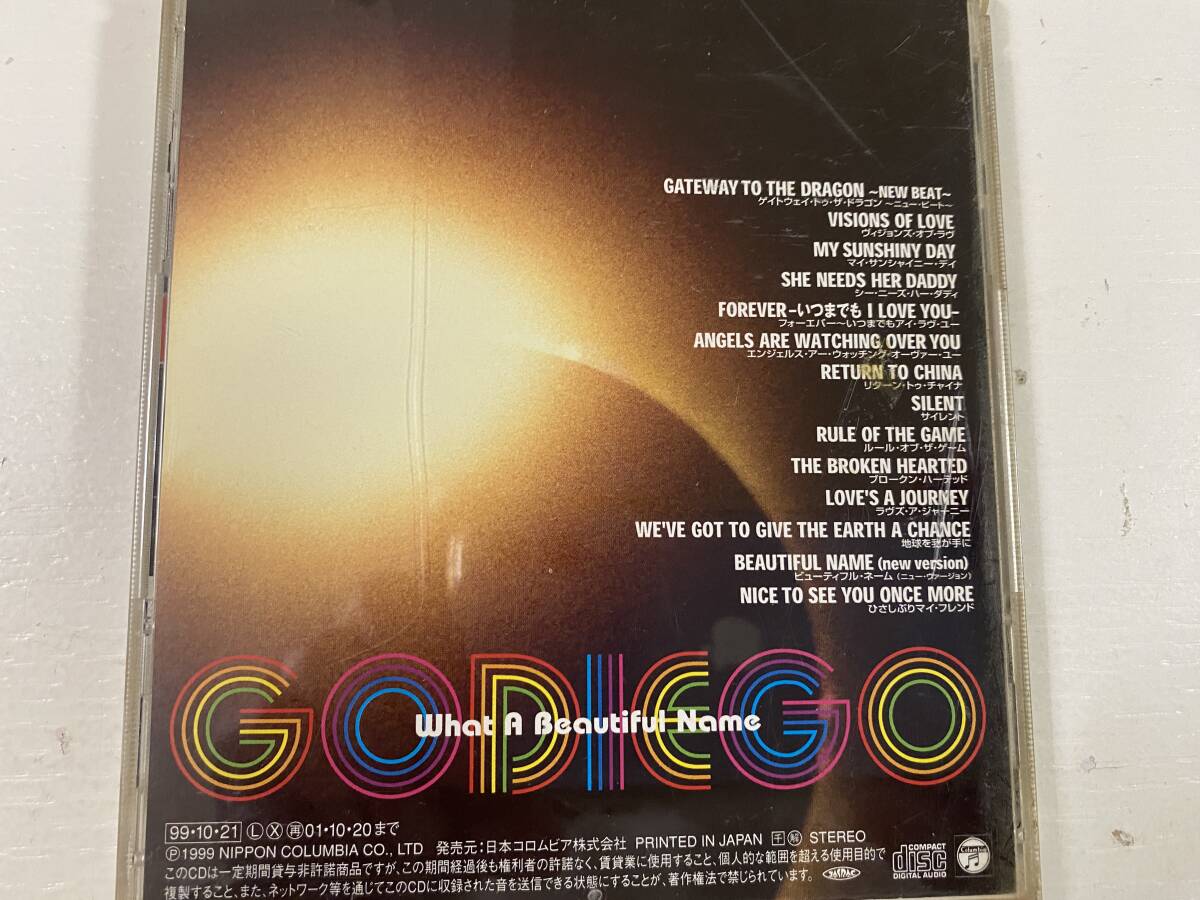 GATEWAY TO THE DRAGON ~NEW BEAT~
ゲイトウェイ・トゥ・ザ・ドラゴン ～ニュー・ビート～
VISIONS OF LOVE
ヴィジョンズ・オブ・ラヴ
MY SUNSHINY DAY
マイ・サンシャイニー・デイ
SHE NEEDS HER DADDY
シー・ニーズ・ハー・ダディ
FOREVER-いつまでも I LOVE YOU-
フォーエバー～いつまでもアイ・ラヴ・ユー
ANGELS ARE WATCHING OVER YOU
エンジェルス・アー・ウォッチング・オーヴァー・ユー
RETURN TO CHINA
リターン・トゥ・チャイナ
SILENT
サイレント
RULE OF THE GAME
ルール・オブ・ザ・ゲーム
THE BROKEN HEARTED
ブロークン・ハーテッド
LOVE'S A JOURNEY
ラヴズ・ア・ジャーニー
WE'VE GOT TO GIVE THE EARTH A CHANCE
地球を我が手に
BEAUTIFUL NAME (new version)
ビューティフル・ネーム (ニュー・ヴァージョン)
NICE TO SEE YOU ONCE MORE
ひさしぶりマイ・フレンド
GODIEGO
What A Beautiful Name
99・10・21 Ⓛ Ⓧ ㊢01・10・20まで
Ⓟ1999 NIPPON COLUMBIA CO., LTD 発売元:日本コロムビア株式会社 PRINTED IN JAPAN 干 解 STEREO
このCDは一定期間貸与非許諾商品ですが、この期間経過後も権利者の許諾なく、賃貸業に使用すること、個人的な範囲を超える使用目的で
複製すること、また、ネットワーク等を通じてこのCDに収録された音を送信できる状態にすることが、著作権法で禁じられています。
JASRAC
COMPACT
disc
DIGITAL AUDIO
Columbia